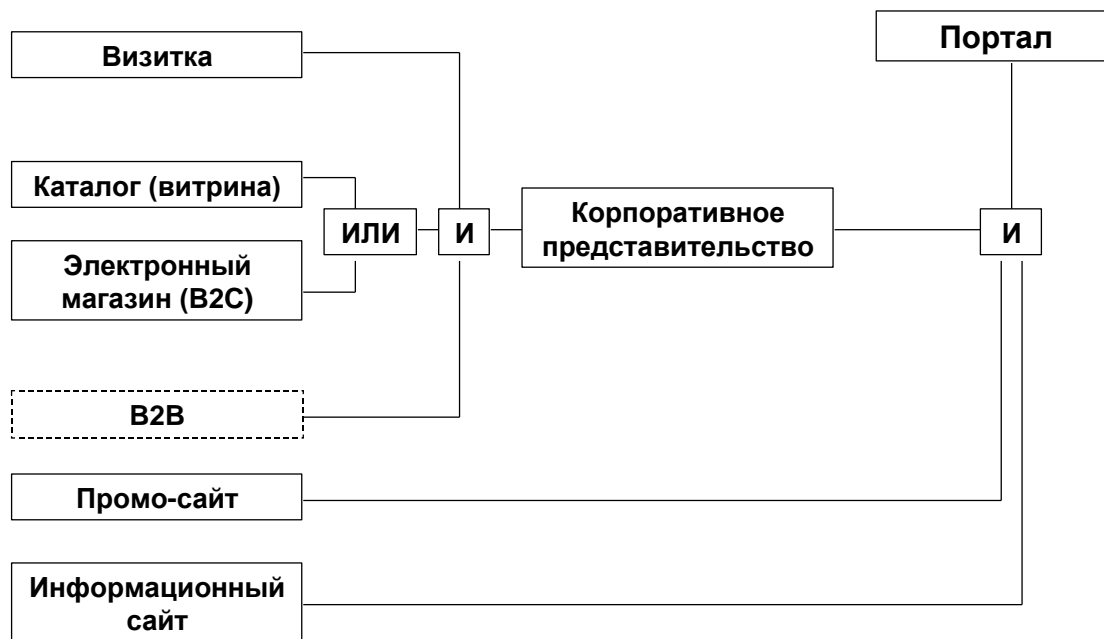 Визитка
Портал
Каталог (витрина)
ИЛИ
И
Корпоративное
представительство
И
Электронный
магазин (B2C)
B2B
Промо-сайт
Информационный
сайт